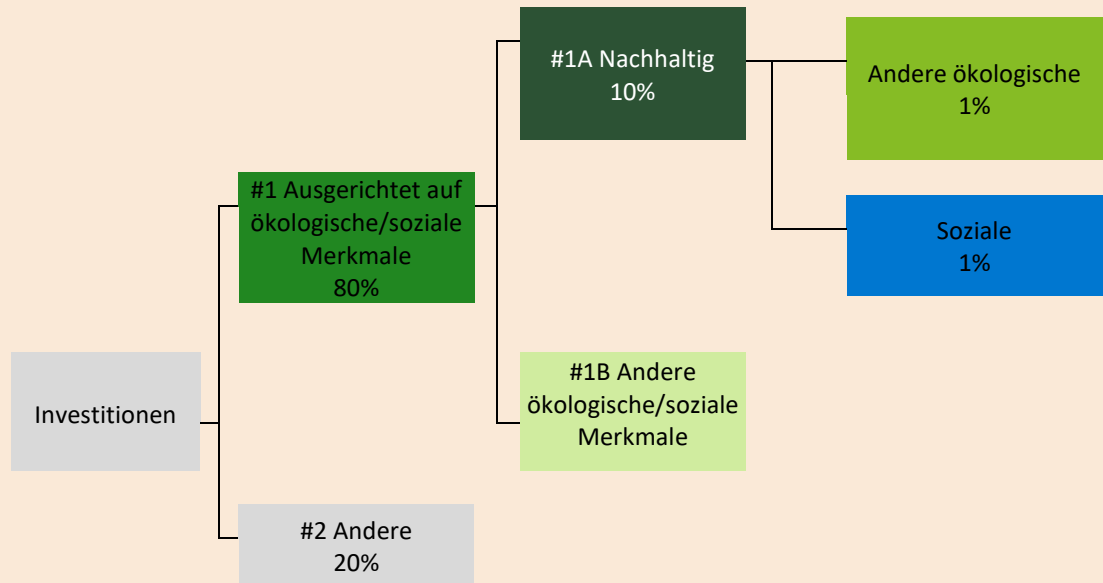 #1A Nachhaltig
10%
Andere ökologische
1%
#1 Ausgerichtet auf
ökologische/soziale
Merkmale
80%
Soziale
1%
Investitionen
#1B Andere
ökologische/soziale
Merkmale
#2 Andere
20%